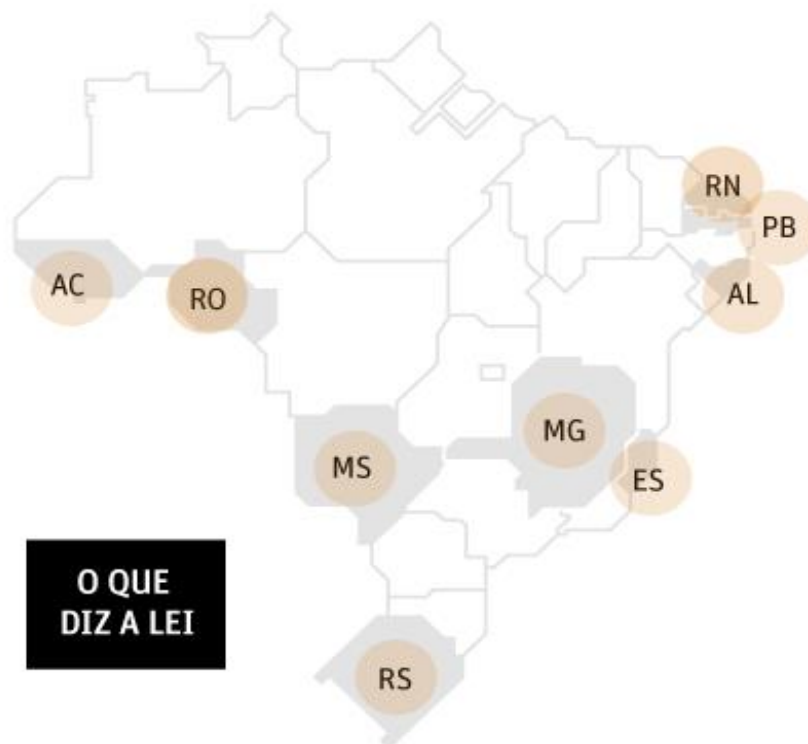 RN
PB
AC
RO
AL
MG
MS
ES
O QUE
DIZ A LEI
RS